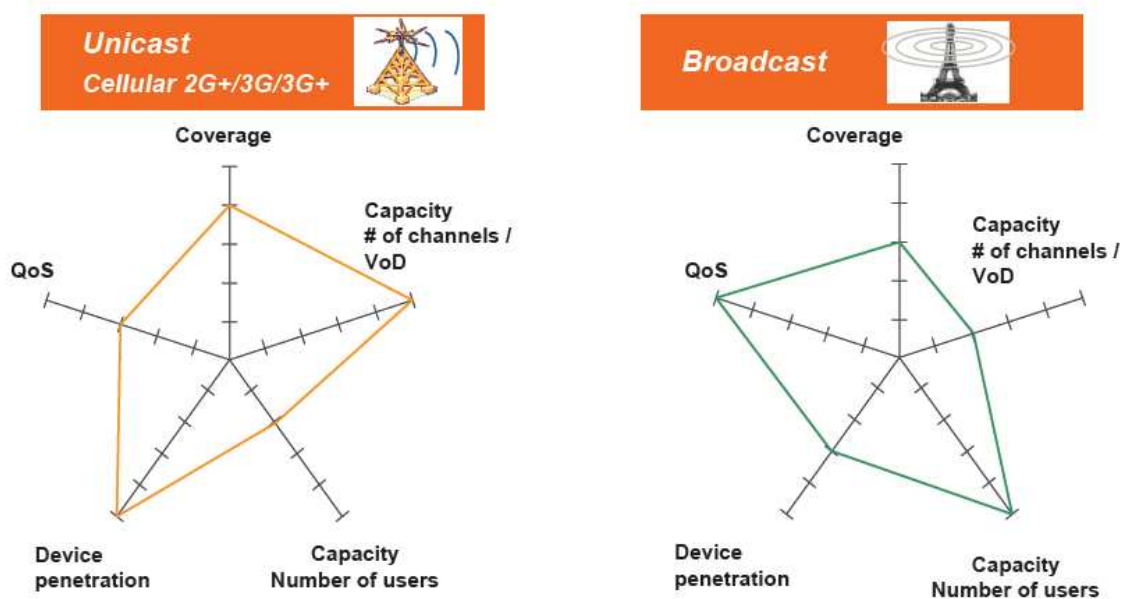 Unicast
Cellular 2G+/3G/3G+
Broadcast
Coverage
Capacity
# of channels /
VoD
QoS
Device
penetration
Capacity
Number of users
Coverage
Capacity
# of channels /
VoD
QoS
Device
penetration
Capacity
Number of users